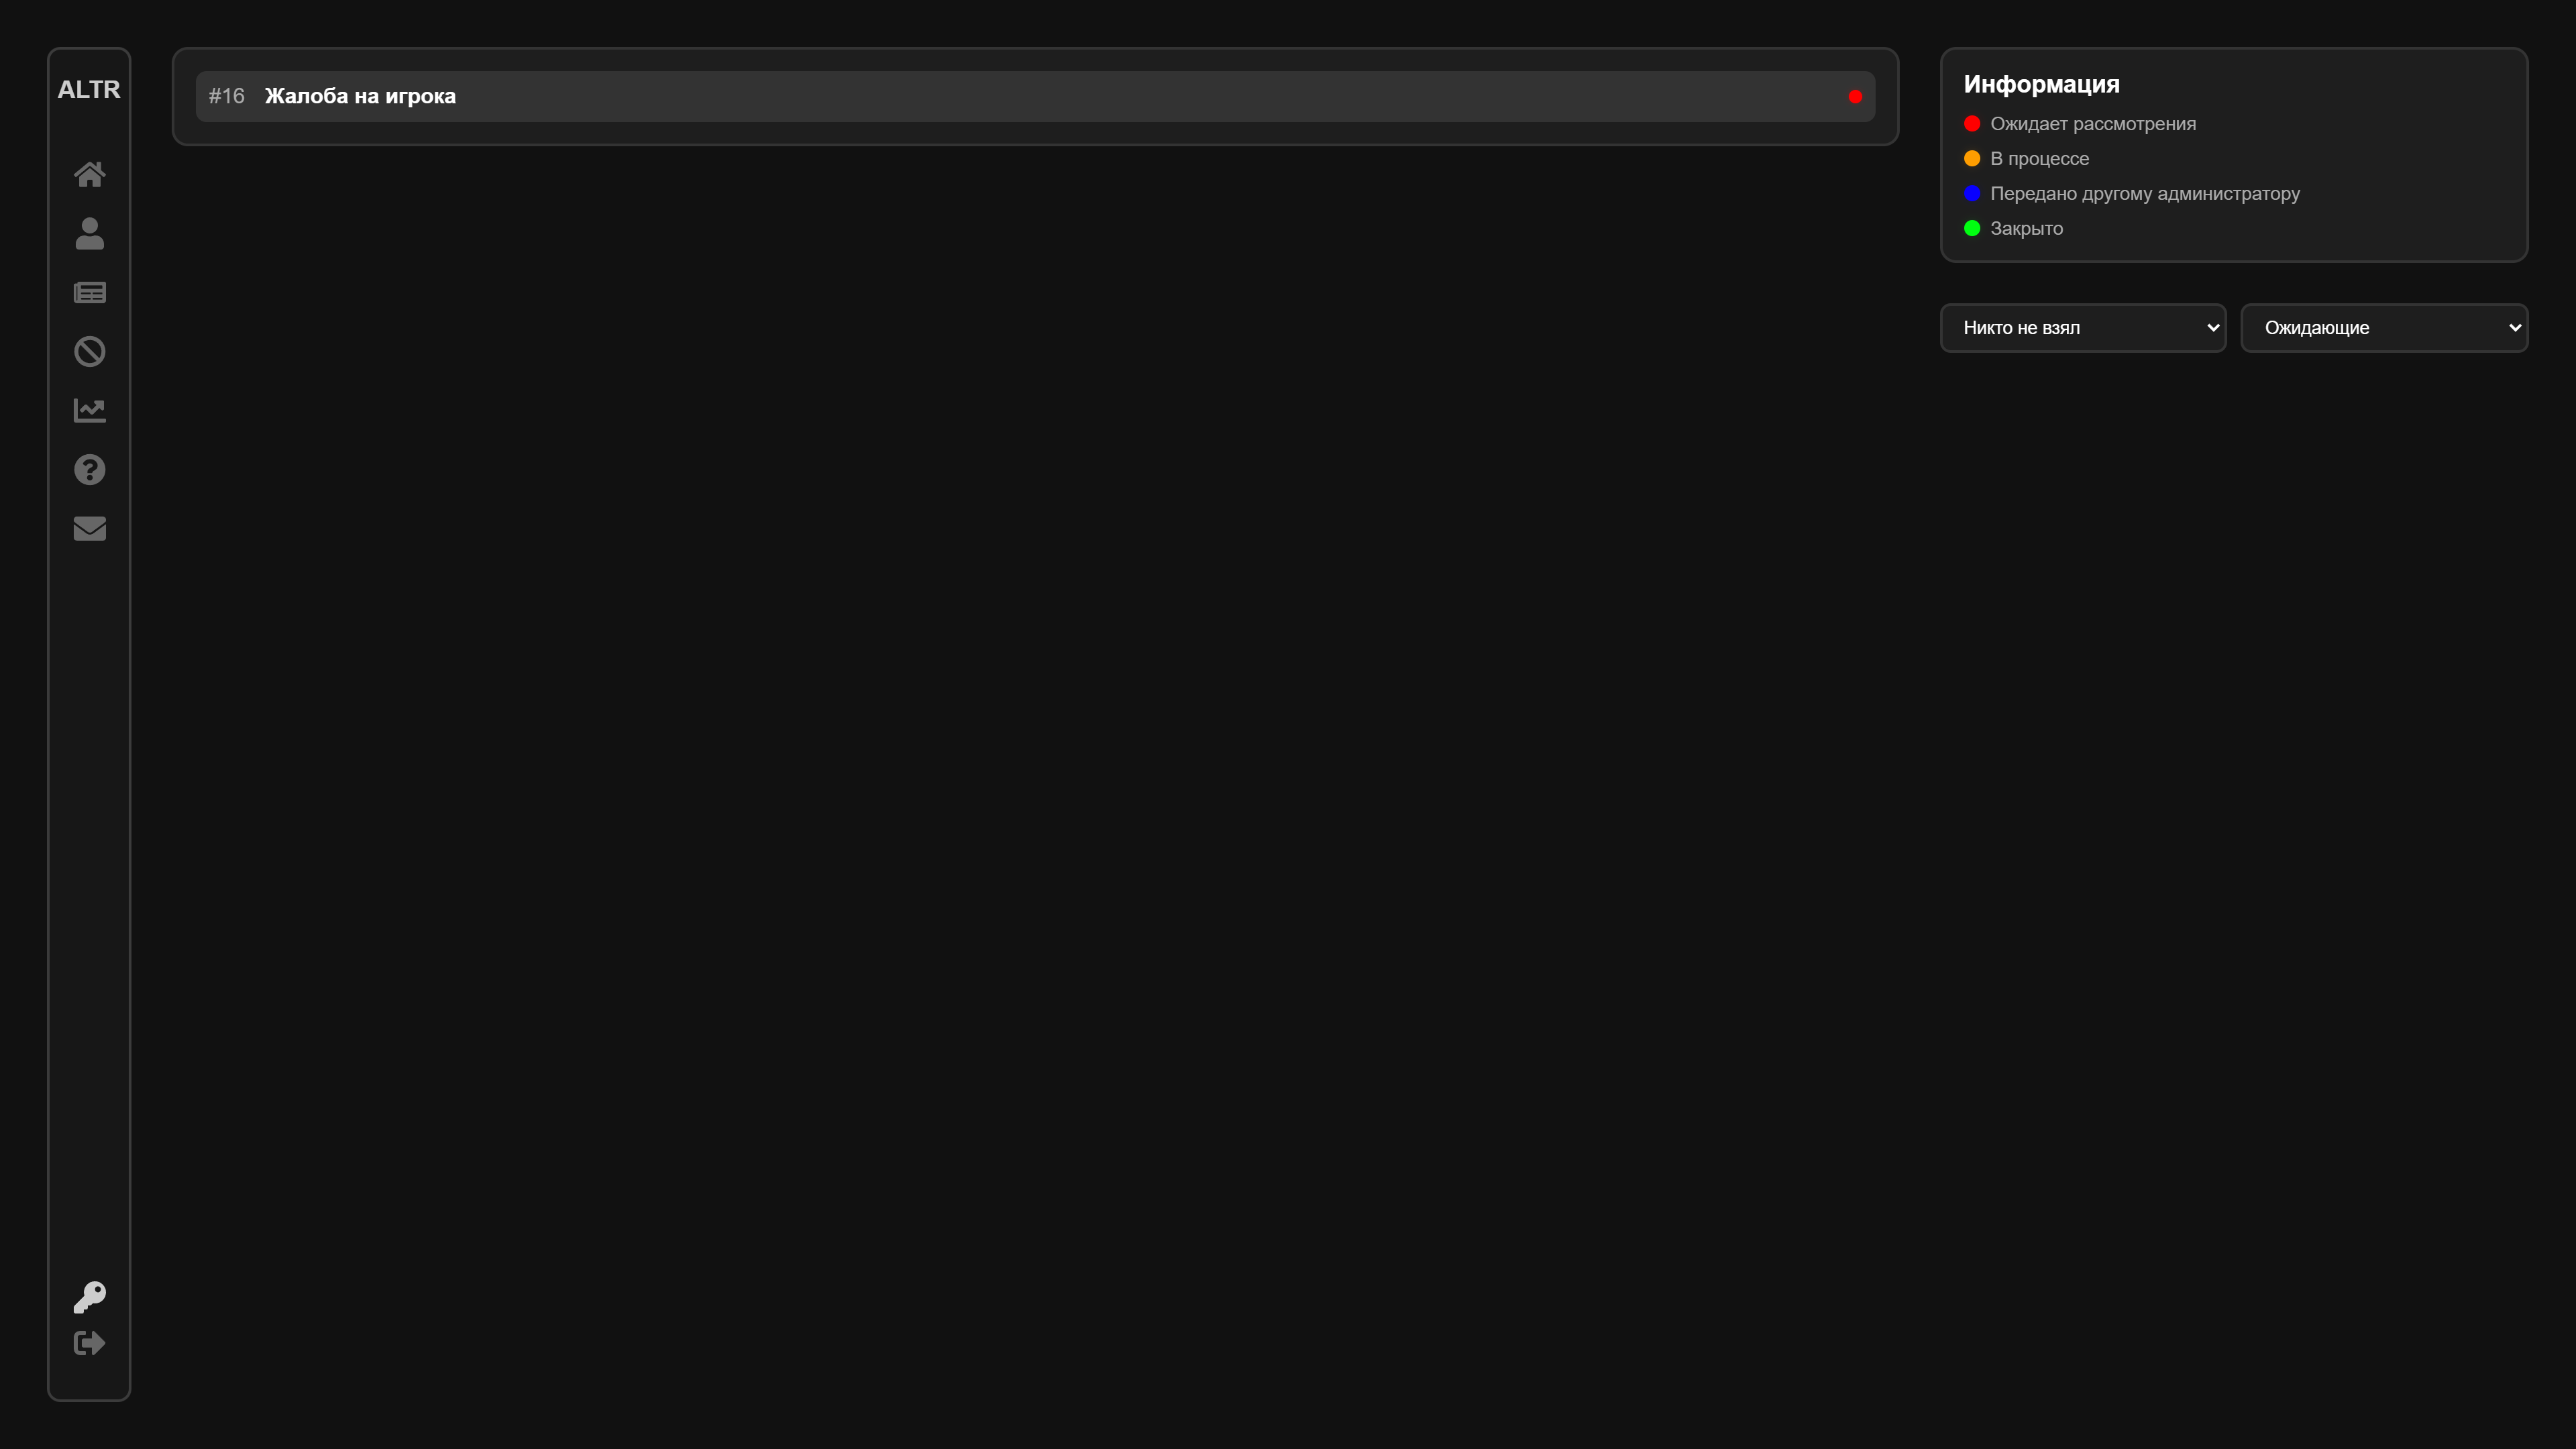 ALTR
#16 Жалоба на игрока
Информация
Ожидает рассмотрения
В процессе
Передано другому администратору
Закрыто
Никто не взял
Ожидающие